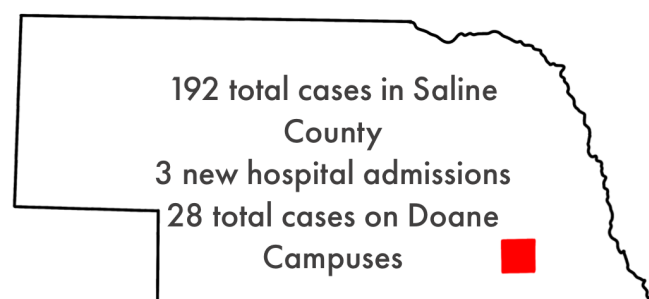 192 total cases in Saline
County
3 new hospital admissions
28 total cases on Doane
Campuses